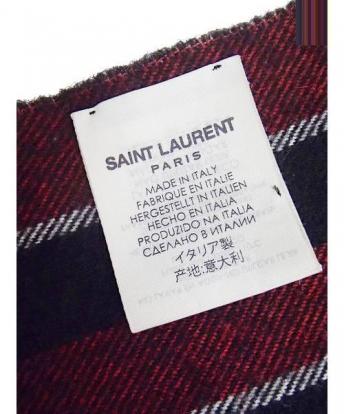 SAINT LAURENT
PARIS
MADE IN ITALY
FABRIQUE EN ITALIE
HERGESTELLT IN ITALIEN
HECHO EN ITALIA
PRODUZIDO NA ITALIA
СДЕЛАНО В ИТАЛИИ
イタリア製
产地:意大利